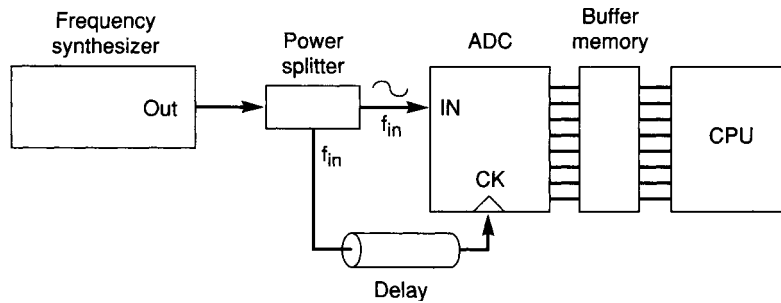 Frequency
synthesizer
Out
Power
splitter
f_in
f_in
ADC
IN
CK
Delay
Buffer
memory
CPU